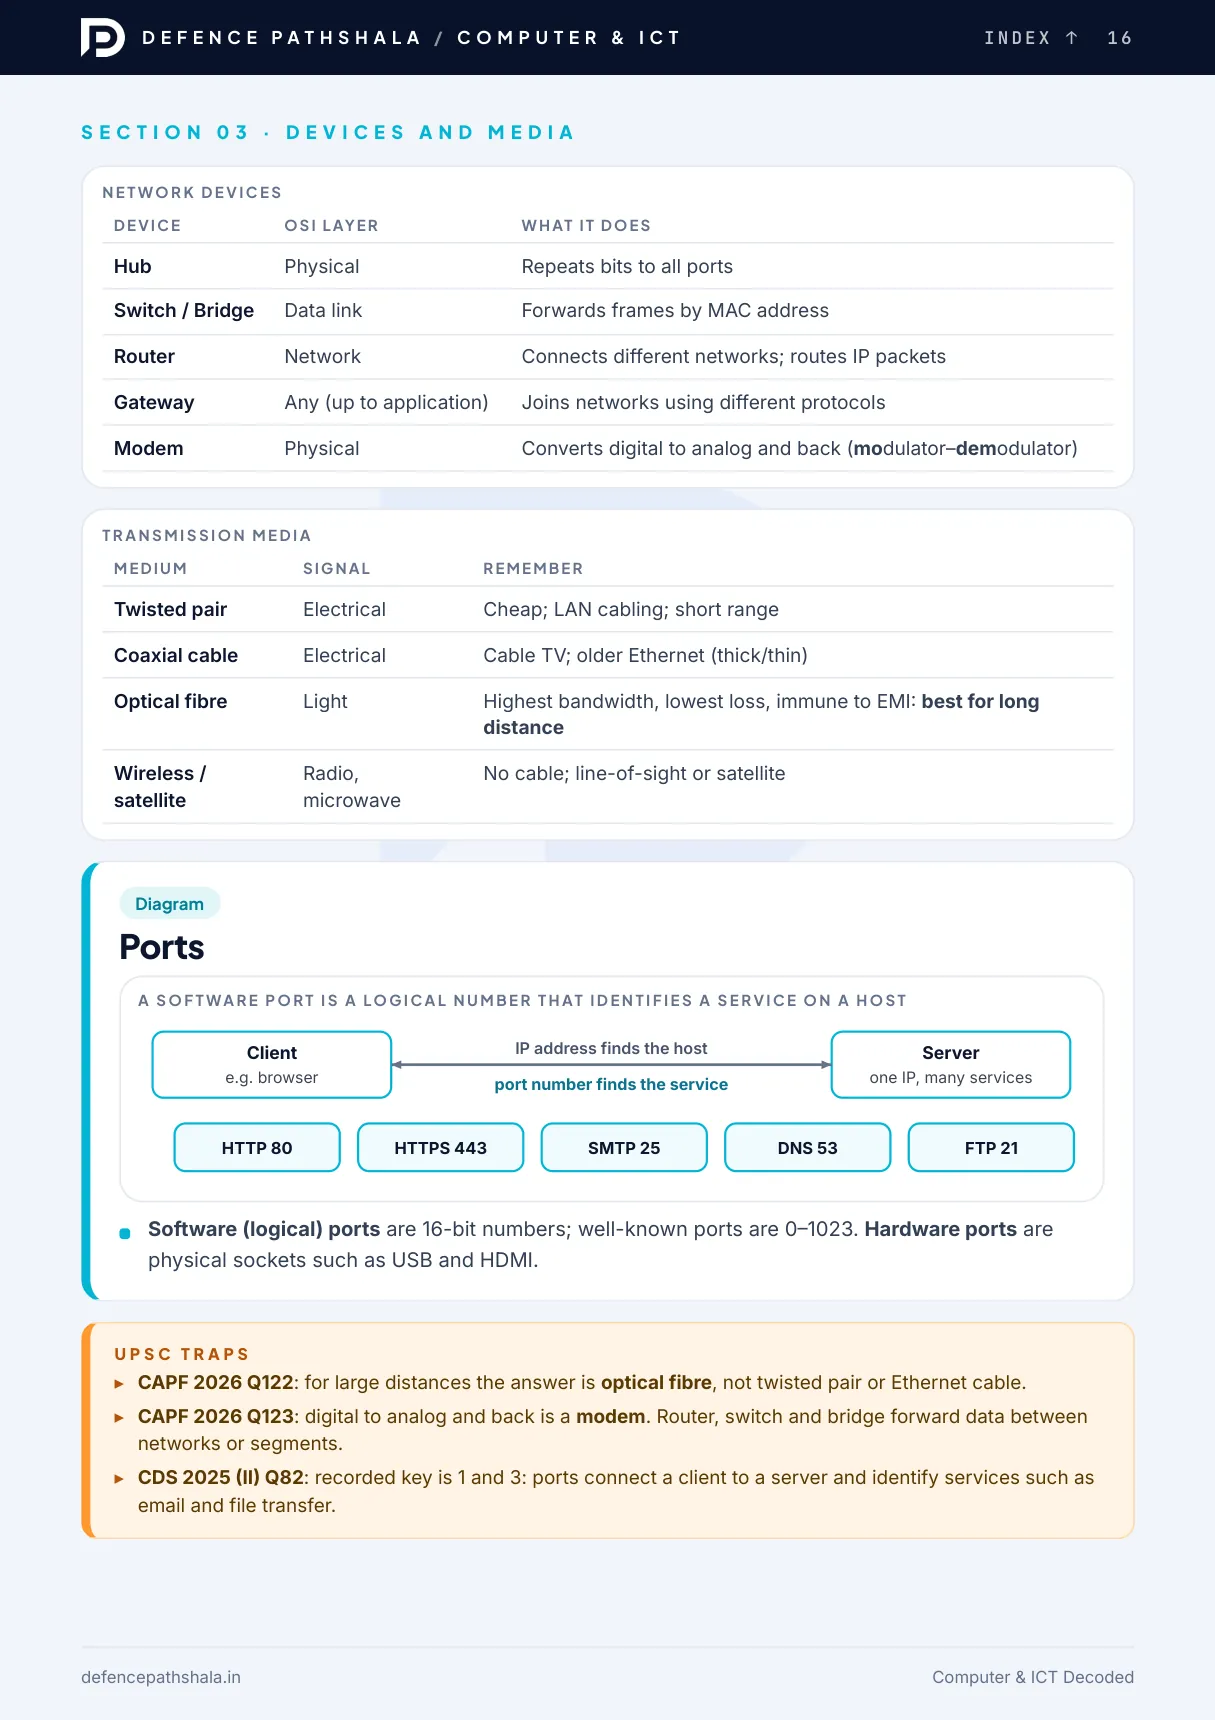 DEFENCE PATHSHALA / COMPUTER & ICT
INDEX ↑ 16
SECTION 03 · DEVICES AND MEDIA
NETWORK DEVICES
DEVICE OSI LAYER WHAT IT DOES
Hub Physical Repeats bits to all ports
Switch / Bridge Data link Forwards frames by MAC address
Router Network Connects different networks; routes IP packets
Gateway Any (up to application) Joins networks using different protocols
Modem Physical Converts digital to analog and back (modulator–demodulator)
TRANSMISSION MEDIA
MEDIUM SIGNAL REMEMBER
Twisted pair Electrical Cheap; LAN cabling; short range
Coaxial cable Electrical Cable TV; older Ethernet (thick/thin)
Optical fibre Light Highest bandwidth, lowest loss, immune to EMI: best for long
distance
Wireless / Radio, No cable; line-of-sight or satellite
satellite microwave
Diagram
Ports
A SOFTWARE PORT IS A LOGICAL NUMBER THAT IDENTIFIES A SERVICE ON A HOST
Client
e.g. browser
IP address finds the host
port number finds the service
Server
one IP, many services
HTTP 80 HTTPS 443 SMTP 25 DNS 53 FTP 21
Software (logical) ports are 16-bit numbers; well-known ports are 0–1023. Hardware ports are
physical sockets such as USB and HDMI.
UPSC TRAPS
▸ CAPF 2026 Q122: for large distances the answer is optical fibre, not twisted pair or Ethernet cable.
▸ CAPF 2026 Q123: digital to analog and back is a modem. Router, switch and bridge forward data between
networks or segments.
▸ CDS 2025 (II) Q82: recorded key is 1 and 3: ports connect a client to a server and identify services such as
email and file transfer.
defencepathshala.in
Computer & ICT Decoded